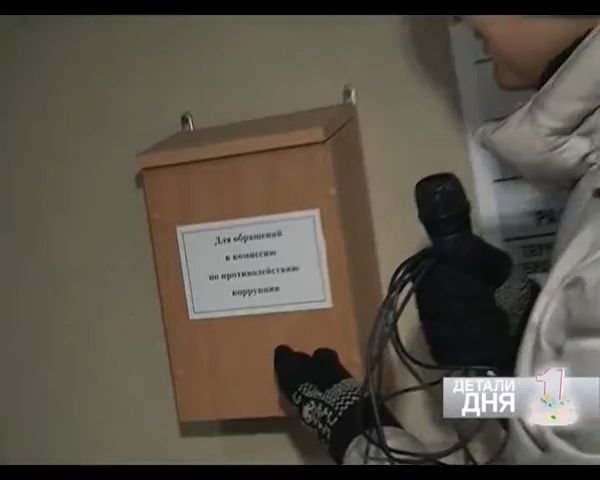 Для обращений
в комиссию
по противодействию
коррупции
ДЕТАЛИ
ДНЯ
1